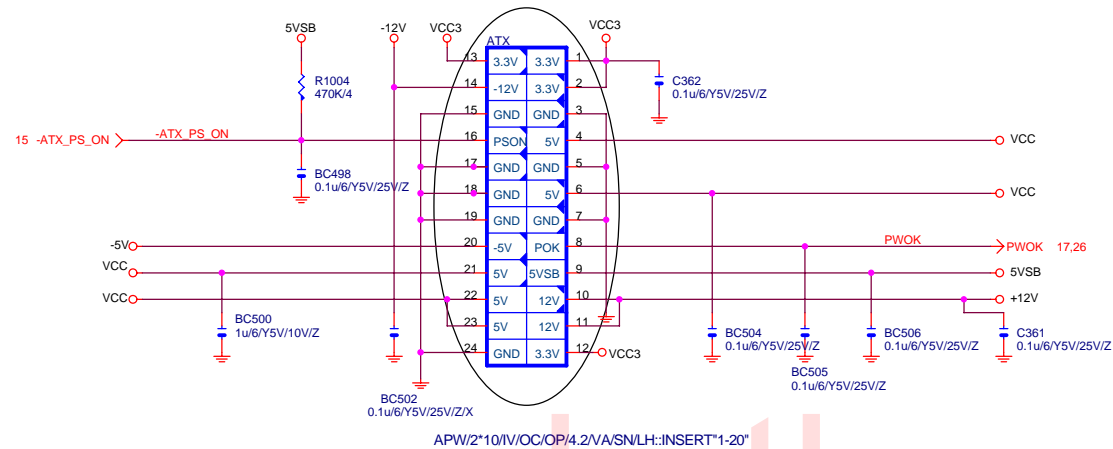 5VSB
-12V
VCC3
VCC3
ATX
R1004
470K/4
C362
0.1u/6/Y5V/25V/Z
13 3.3V 3.3V 1
14 -12V 3.3V 2
15 GND GND 3
15 -ATX_PS_ON
-ATX_PS_ON
16 PSON 5V 4
VCC
17 GND GND 5
BC498
0.1u/6/Y5V/25V/Z
18 GND 5V 6
VCC
19 GND GND 7
-5V
20 -5V POK 8
PWOK
PWOK 17,26
VCC
21 5V 5VSB 9
5VSB
VCC
22 5V 12V 10
+12V
23 5V 12V 11
24 GND 3.3V 12
VCC3
BC500
1u/6/Y5V/10V/Z
BC502
0.1u/6/Y5V/25V/Z/X
BC504
0.1u/6/Y5V/25V/Z
BC505
0.1u/6/Y5V/25V/Z
BC506
0.1u/6/Y5V/25V/Z
C361
0.1u/6/Y5V/25V/Z
APW/2*10/IV/OC/OP/4.2/VA/SN/LH::INSERT"1-20"